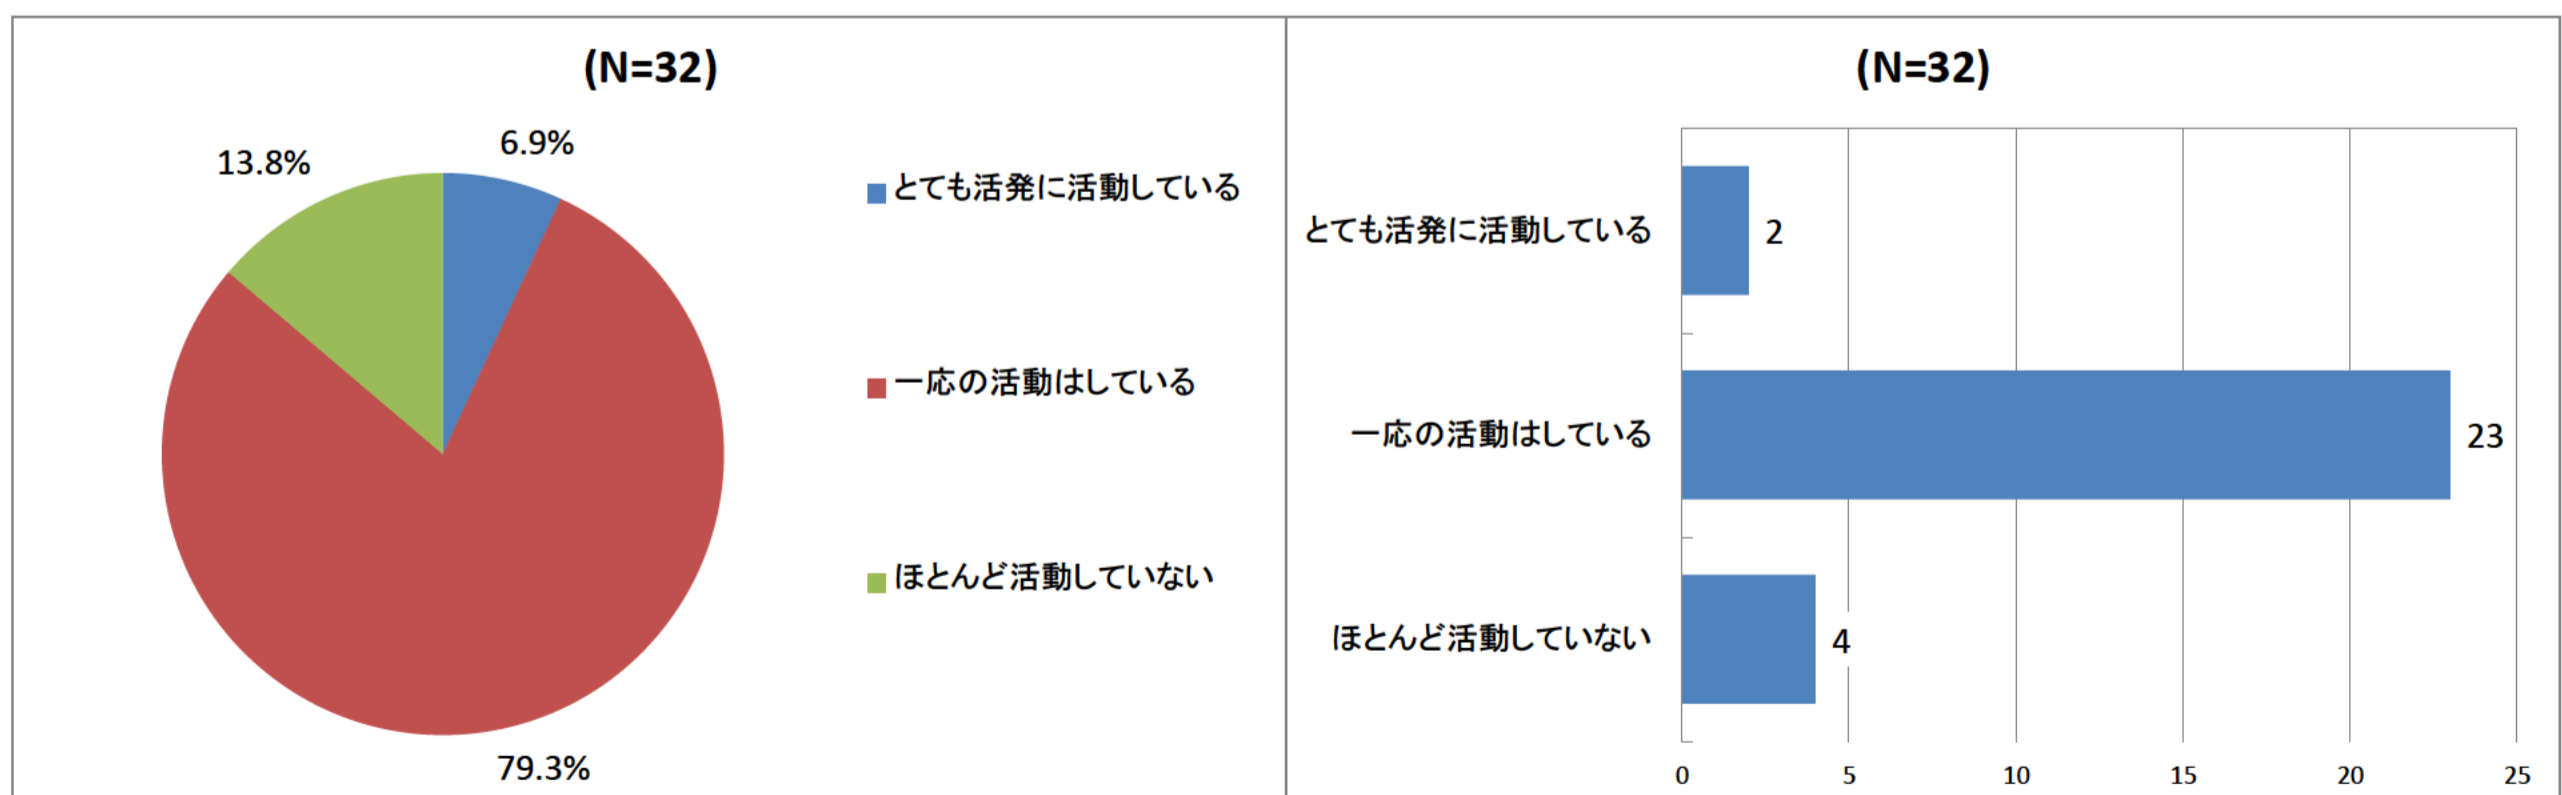 (N=32)
6.9%
13.8%
79.3%
とても活発に活動している
一応の活動はしている
ほとんど活動していない
(N=32)
とても活発に活動している
2
一応の活動はしている
23
ほとんど活動していない
4
0 5 10 15 20 25